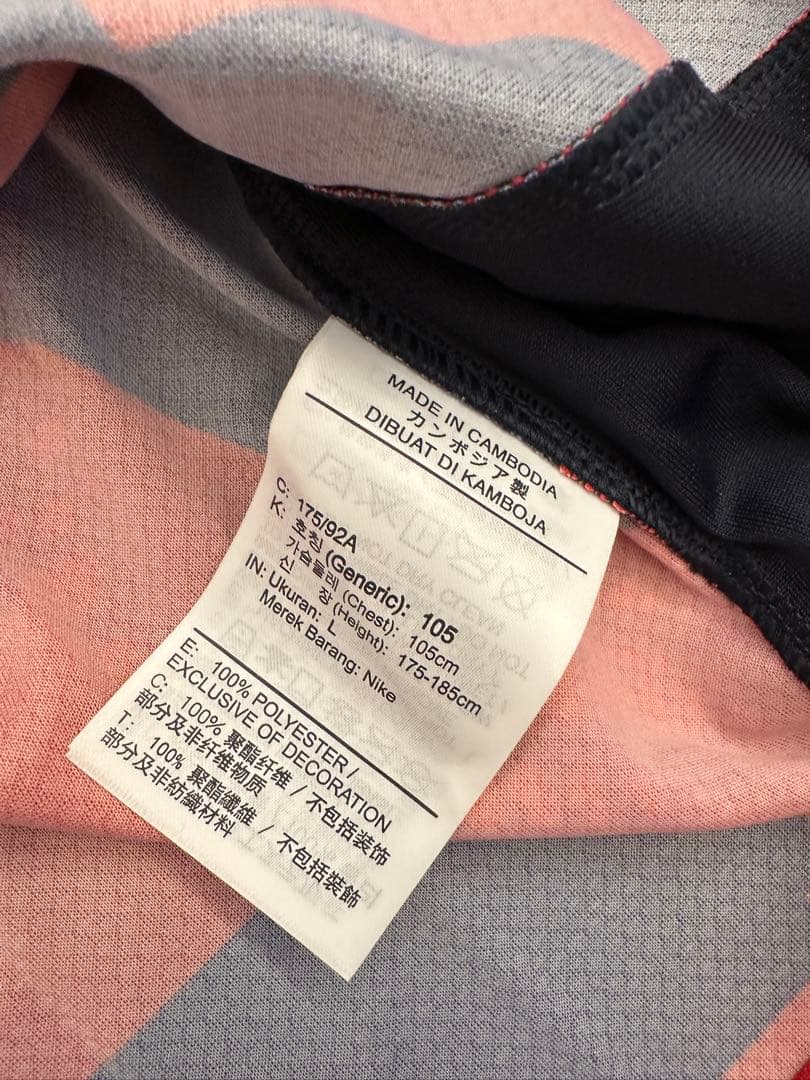 MADE IN CAMBODIA
カンボジア製
DIBUAT DI KAMBOJA
C: 175/92A
K: 호칭 (Generic): 105
가슴둘레 (Chest): 105cm
신 장 (Height): 175-185cm
IN: Ukuran: L
Merek Barang: Nike
E: 100% POLYESTER /
EXCLUSIVE OF DECORATION
C: 100% 聚酯纤维 / 不包括装饰
部分及非纤维物质
T: 100% 聚酯纖維 / 不包括裝飾
部分及非紡織材料